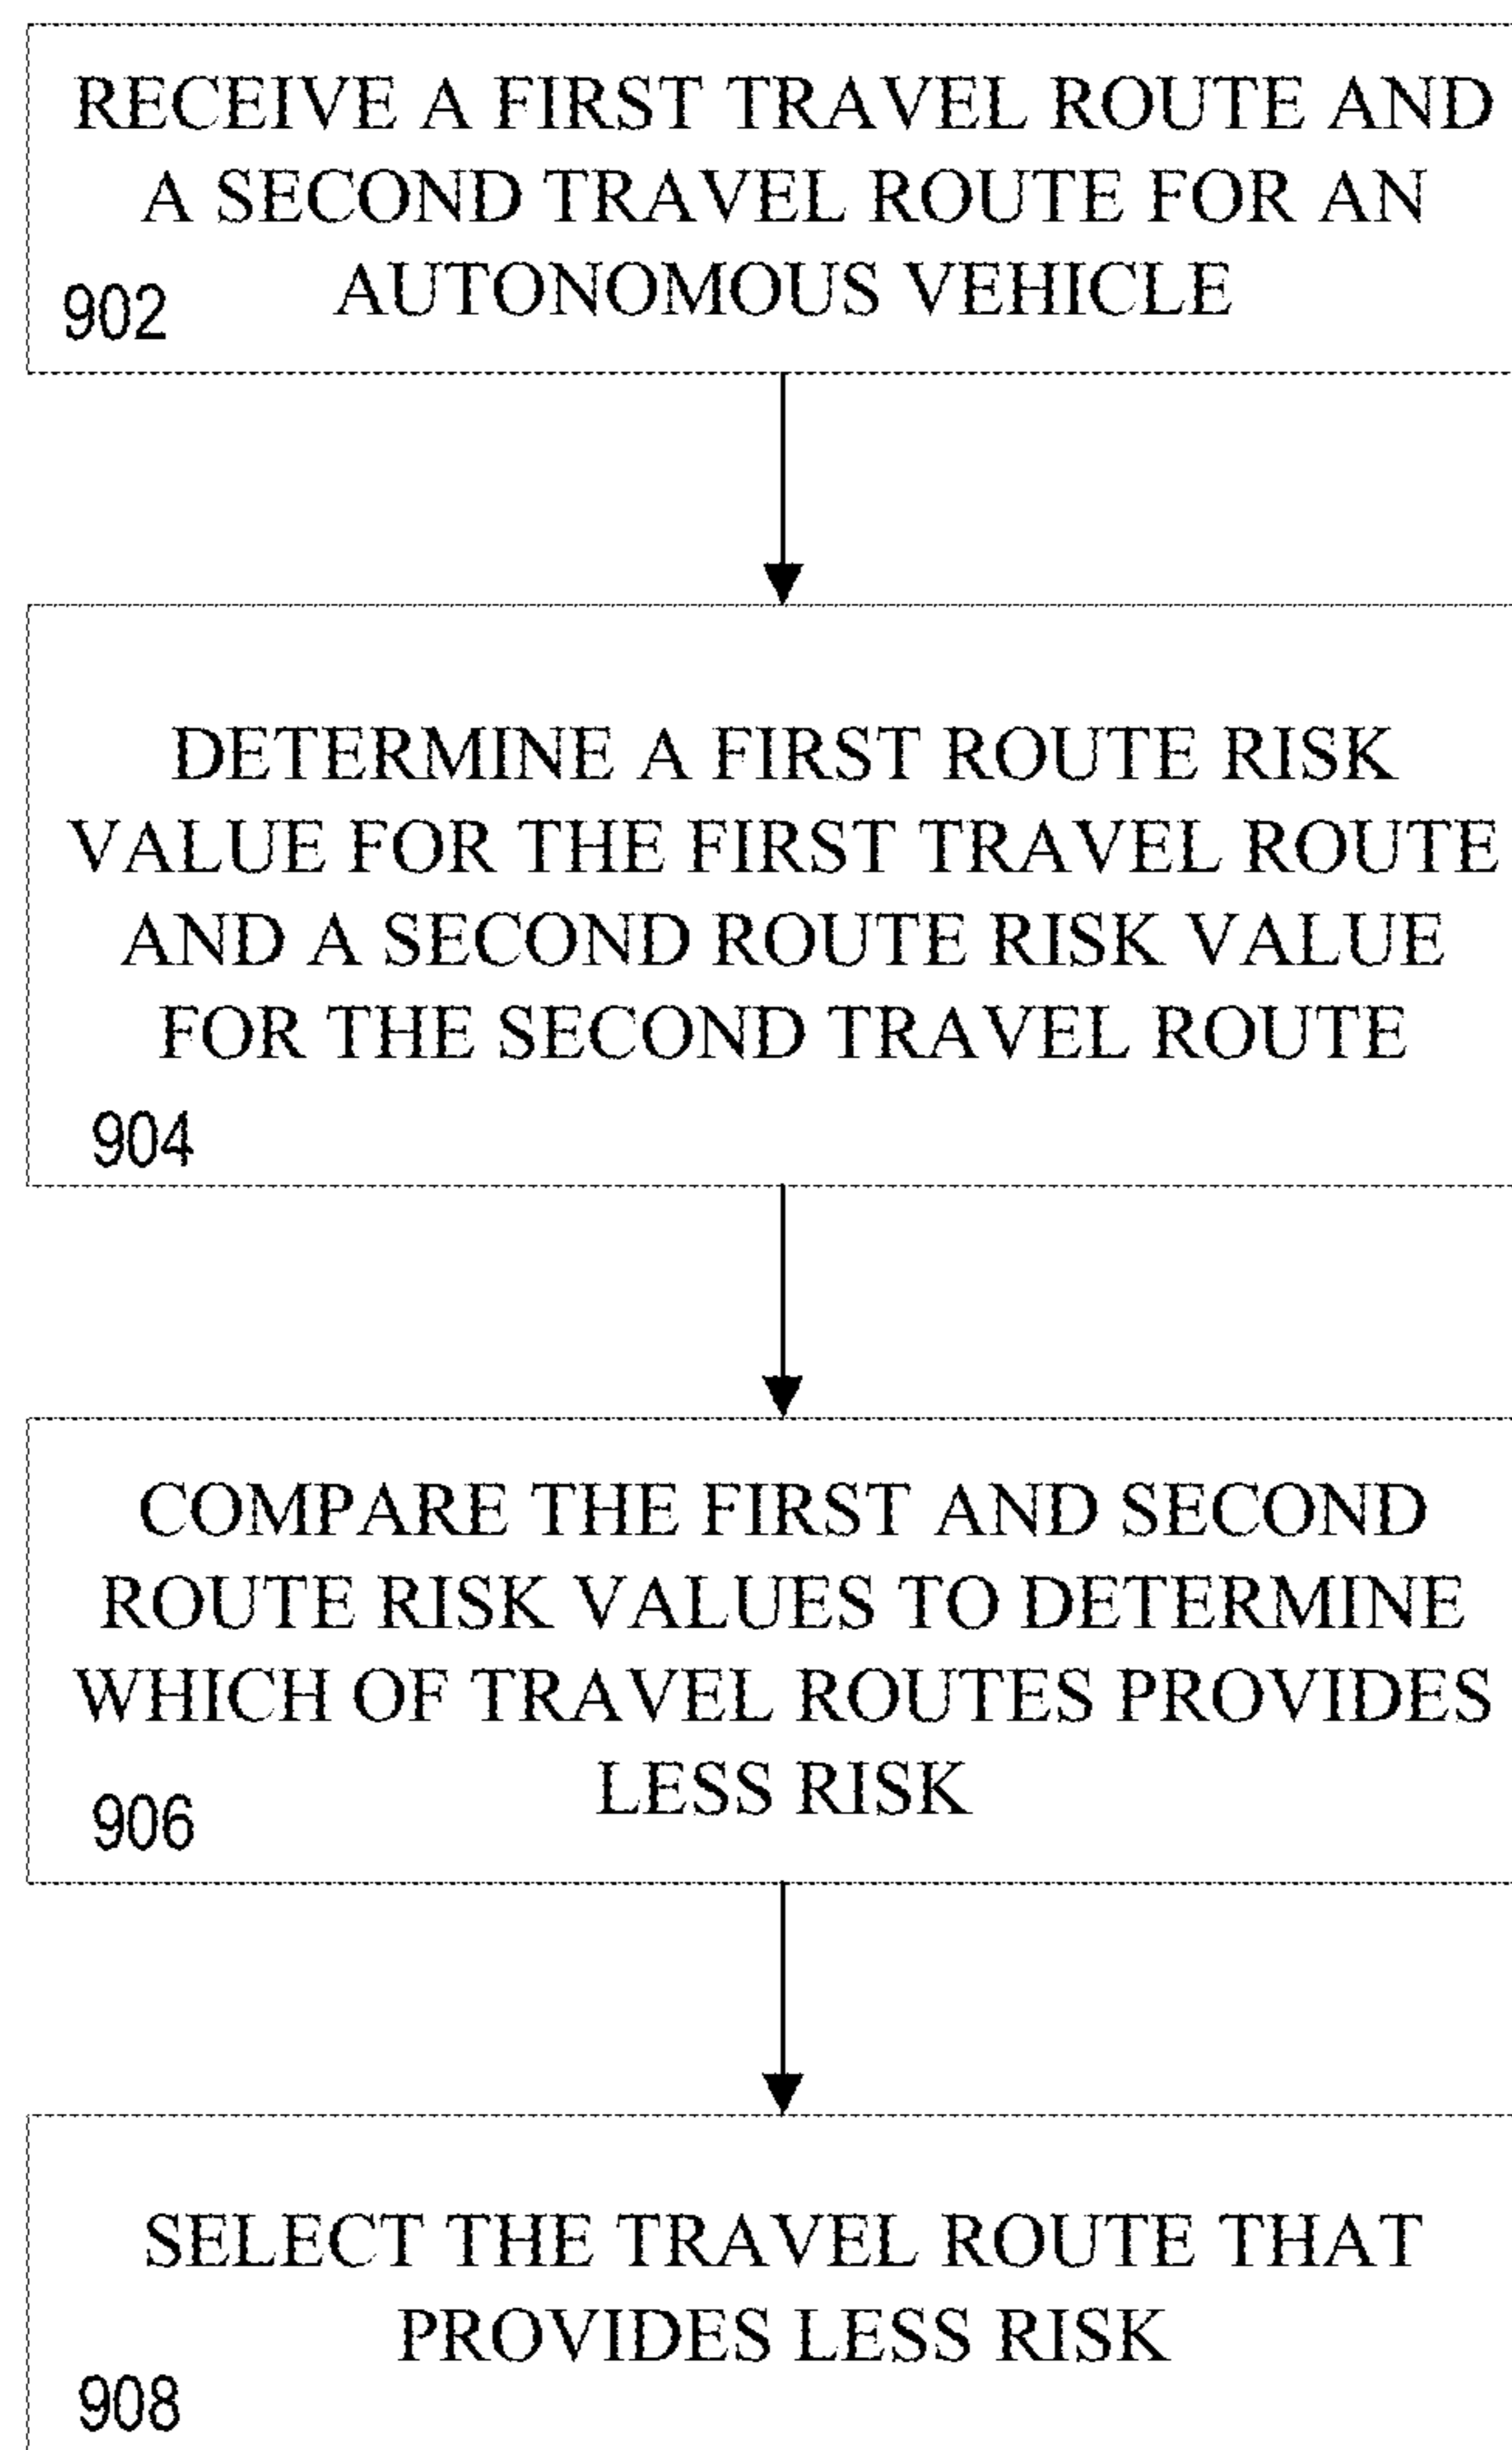 RECEIVE A FIRST TRAVEL ROUTE AND
A SECOND TRAVEL ROUTE FOR AN
AUTONOMOUS VEHICLE
902
DETERMINE A FIRST ROUTE RISK
VALUE FOR THE FIRST TRAVEL ROUTE
AND A SECOND ROUTE RISK VALUE
FOR THE SECOND TRAVEL ROUTE
904
COMPARE THE FIRST AND SECOND
ROUTE RISK VALUES TO DETERMINE
WHICH OF TRAVEL ROUTES PROVIDES
LESS RISK
906
SELECT THE TRAVEL ROUTE THAT
PROVIDES LESS RISK
908